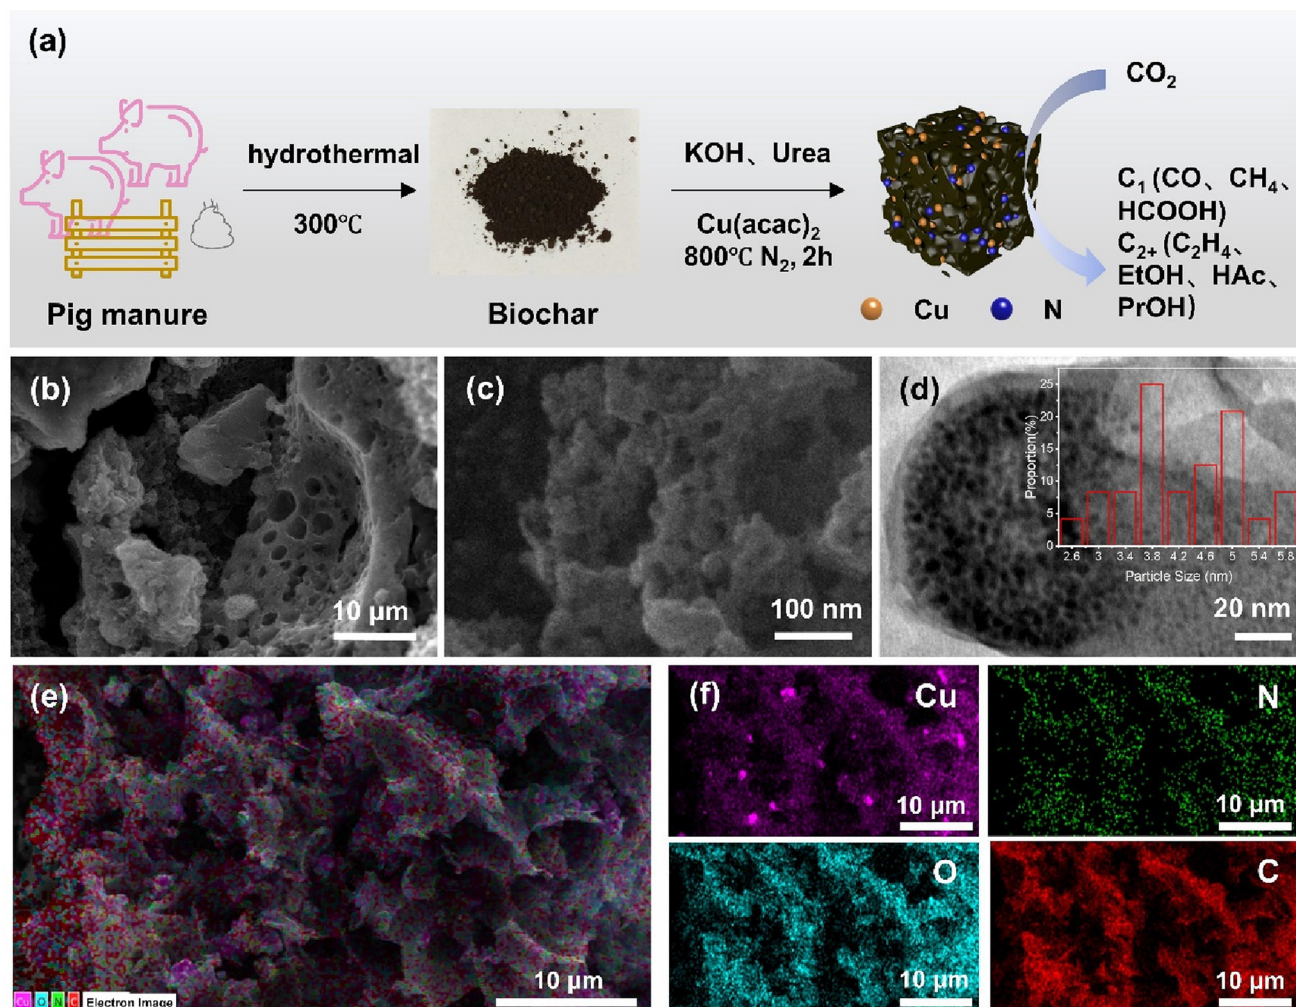 (a)
hydrothermal
300℃
KOH、Urea
Cu(acac)₂
800℃ N₂, 2h
CO₂
C₁ (CO、CH₄、
HCOOH)
C₂₊ (C₂H₄、
EtOH、HAc、
PrOH)
Pig manure
Biochar
Cu
N
(b)
10 μm
(c)
100 nm
(d)
Proportion(%)
25
20
15
10
5
0
2.6 3 3.4 3.8 4.2 4.6 5 5.4 5.8
Particle Size (nm)
20 nm
(e)
10 μm
Cu O N C Electron Image
(f)
Cu
10 μm
N
10 μm
O
10 μm
C
10 μm